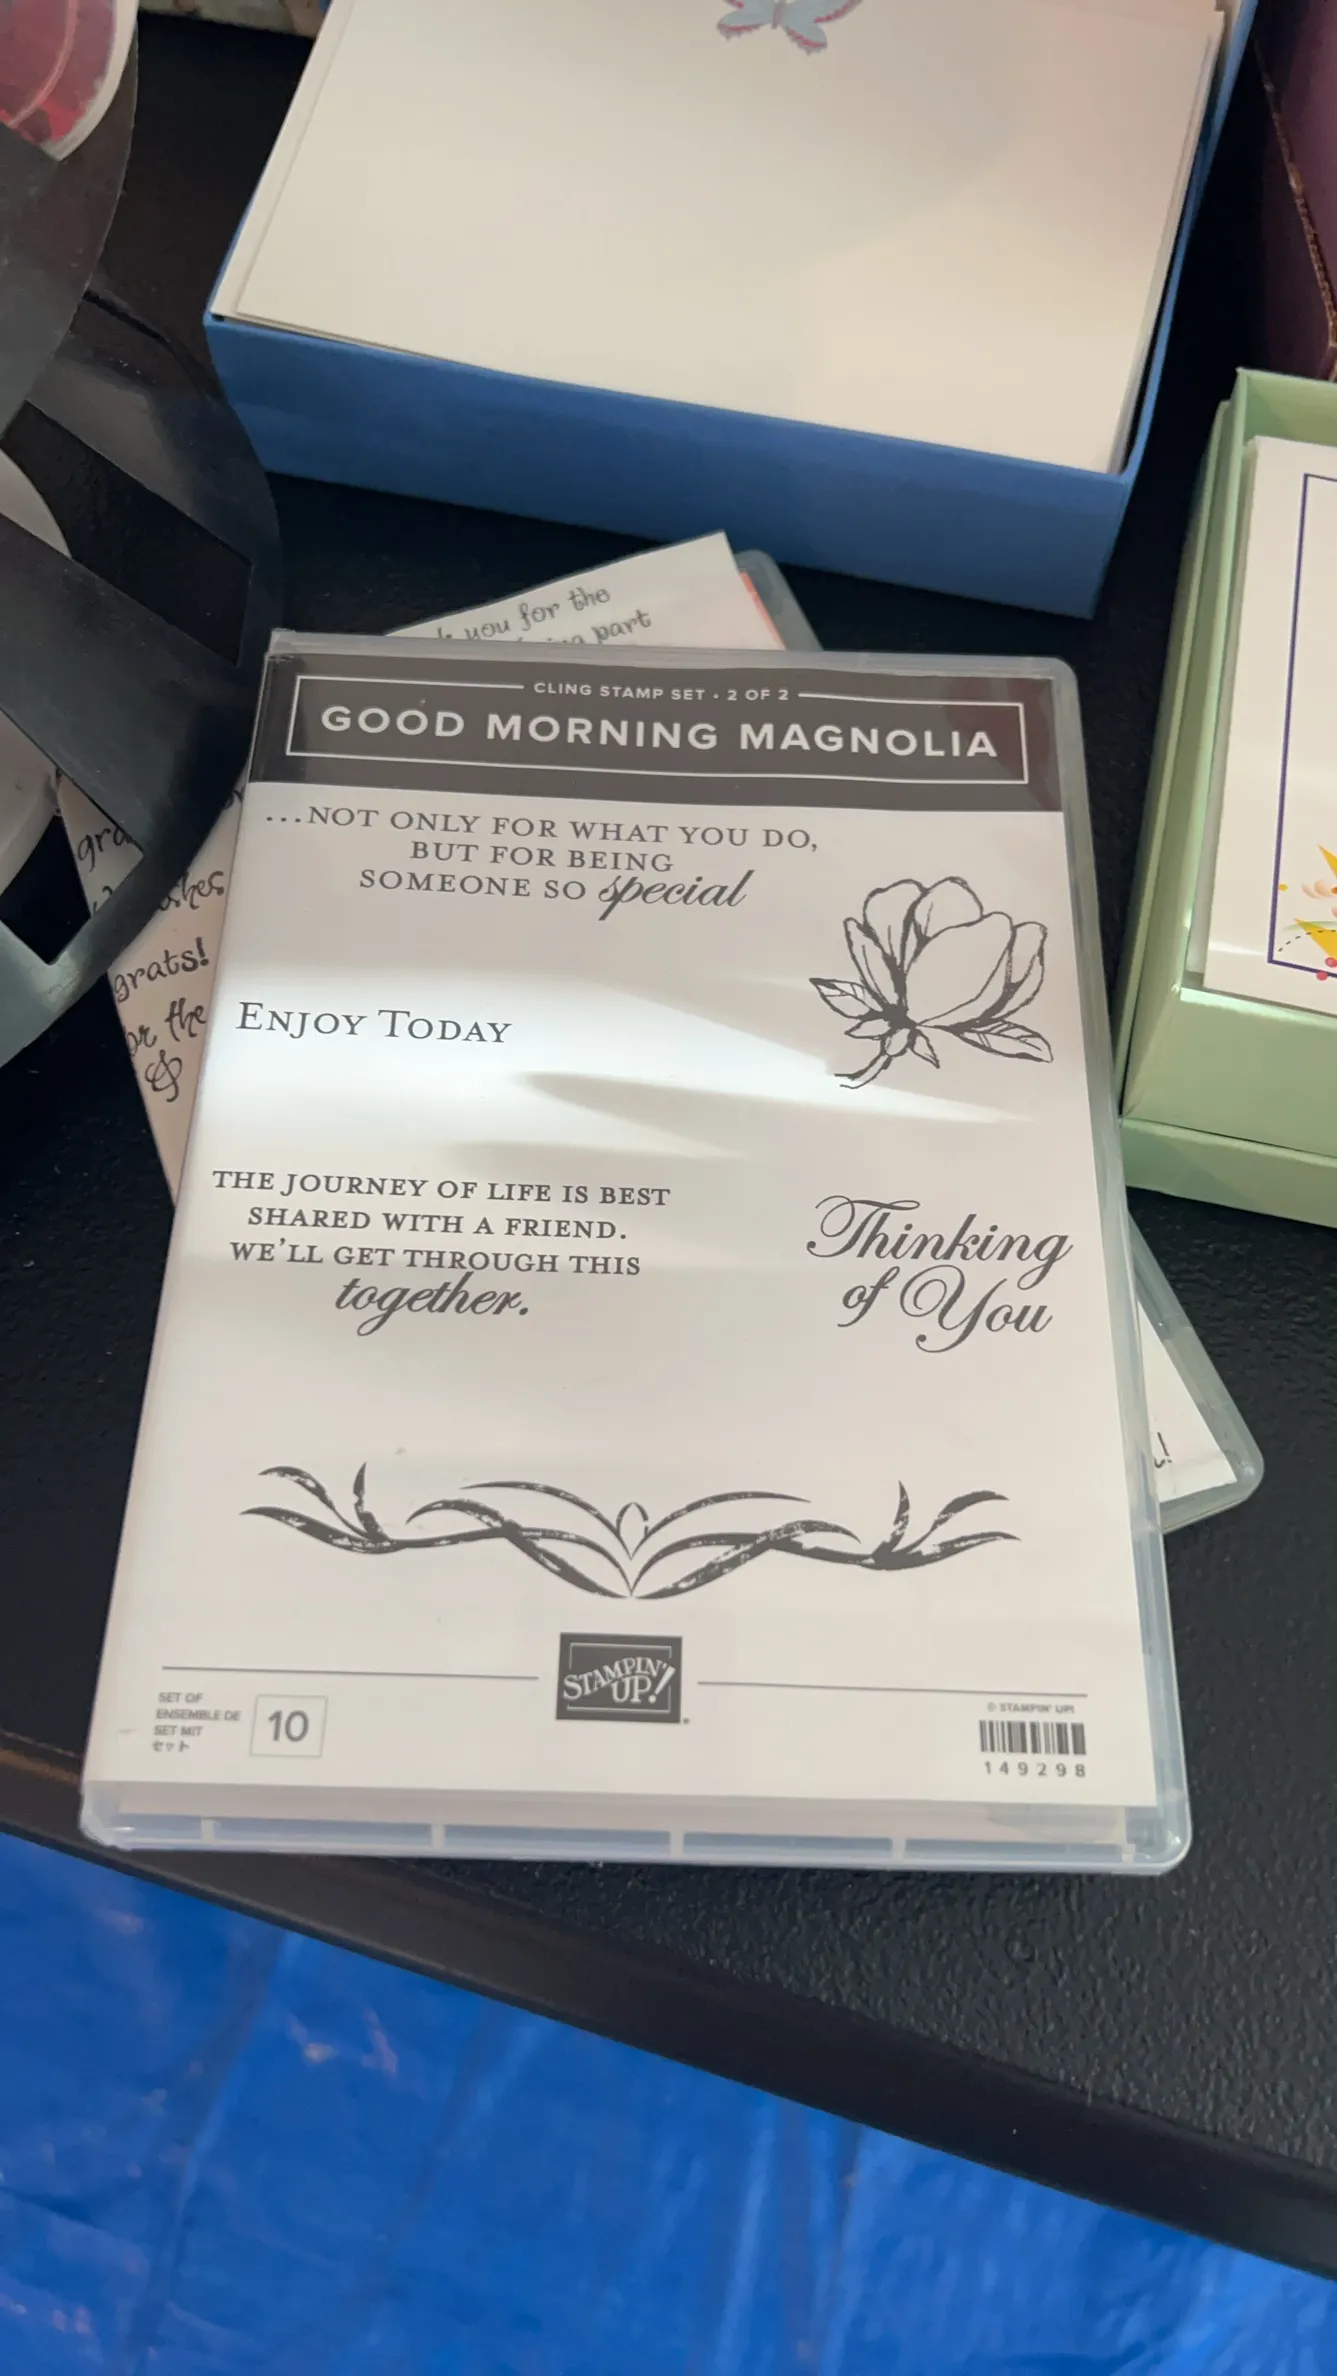 you for the
part
CLING STAMP SET • 2 OF 2
GOOD MORNING MAGNOLIA
...NOT ONLY FOR WHAT YOU DO,
BUT FOR BEING
SOMEONE SO special
ENJOY TODAY
THE JOURNEY OF LIFE IS BEST
SHARED WITH A FRIEND.
WE'LL GET THROUGH THIS
together.
Thinking
of You
STAMPIN'
UP!
SET OF
ENSEMBLE DE
SET MIT
セット
10
© STAMPIN' UP!
149298
grats!
the
&